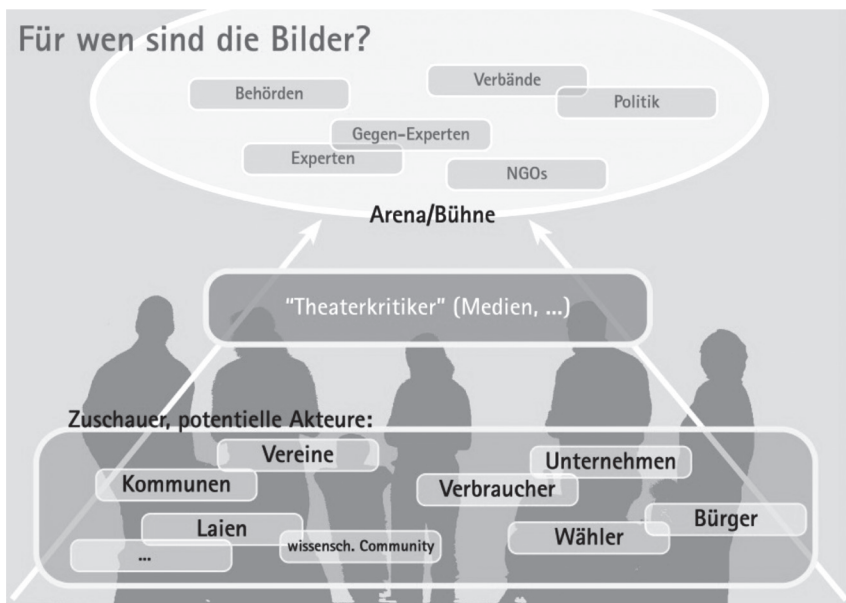 Für wen sind die Bilder?
Verbände
Behörden
Politik
Gegen-Experten
Experten
NGOs
Arena/Bühne
"Theaterkritiker" (Medien, ...)
Zuschauer, potentielle Akteure:
Vereine
Unternehmen
Kommunen
Verbraucher
Bürger
Laien
Wähler
wissensch. Community
...